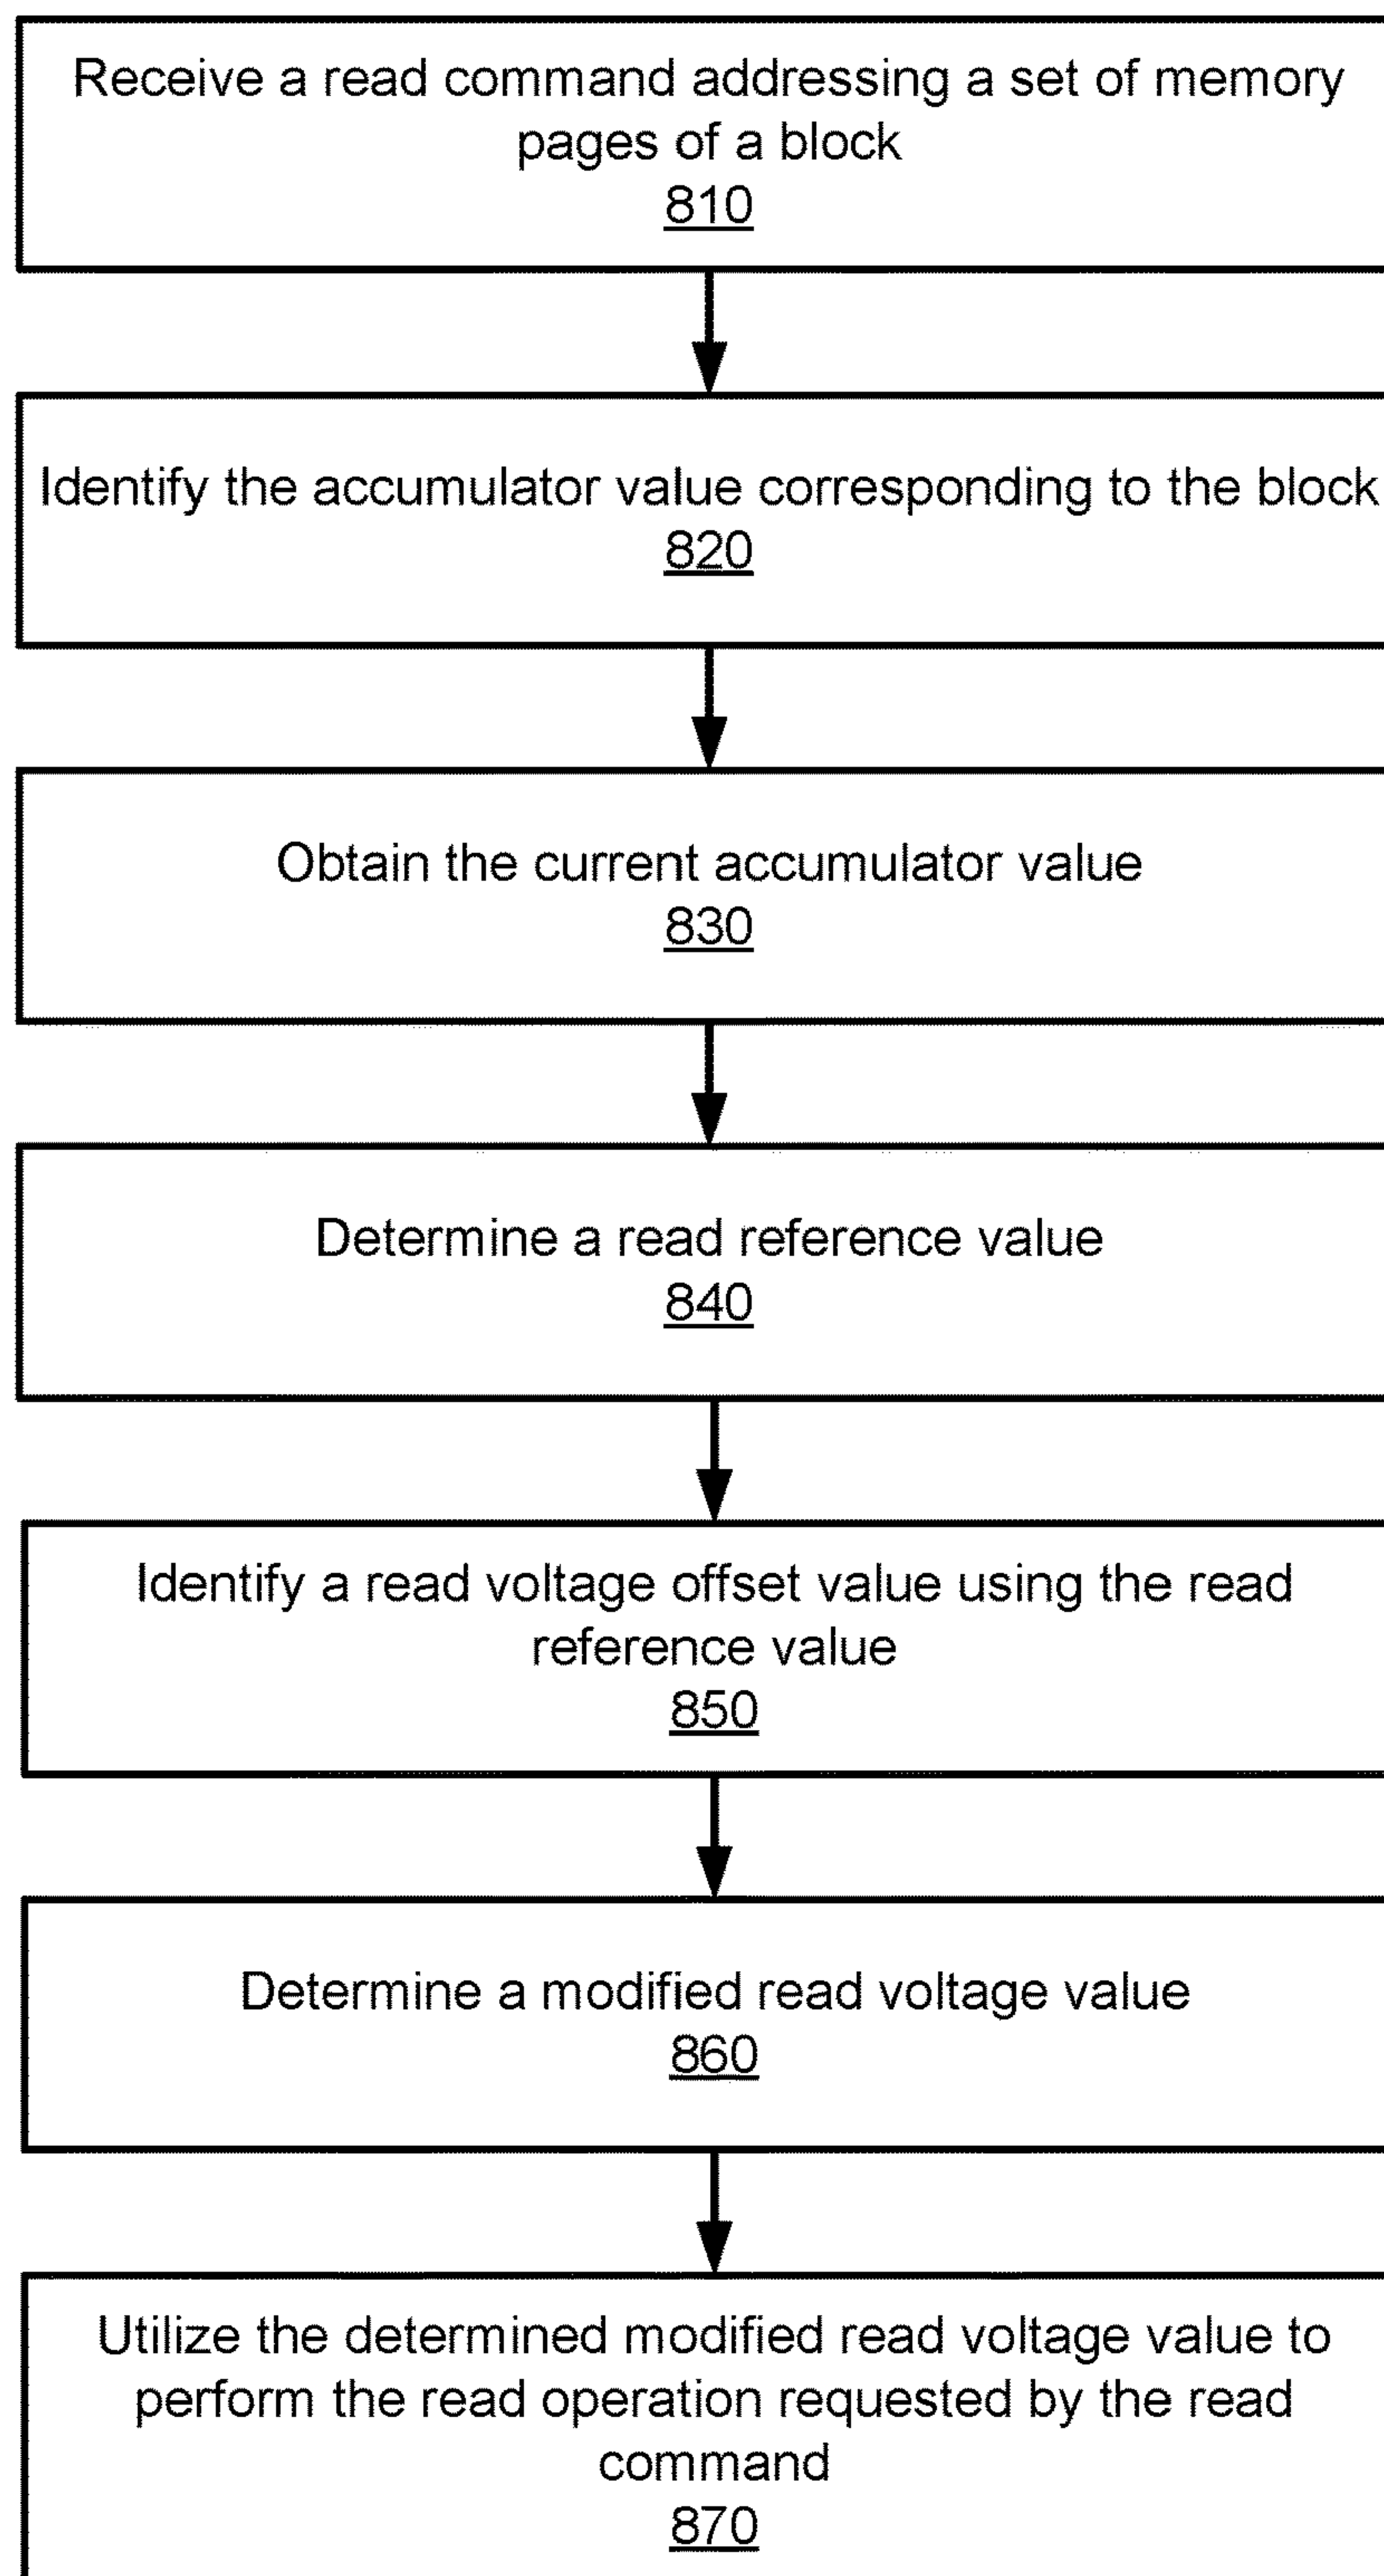 Receive a read command addressing a set of memory
pages of a block
810
Identify the accumulator value corresponding to the block
820
Obtain the current accumulator value
830
Determine a read reference value
840
Identify a read voltage offset value using the read
reference value
850
Determine a modified read voltage value
860
Utilize the determined modified read voltage value to
perform the read operation requested by the read
command
870